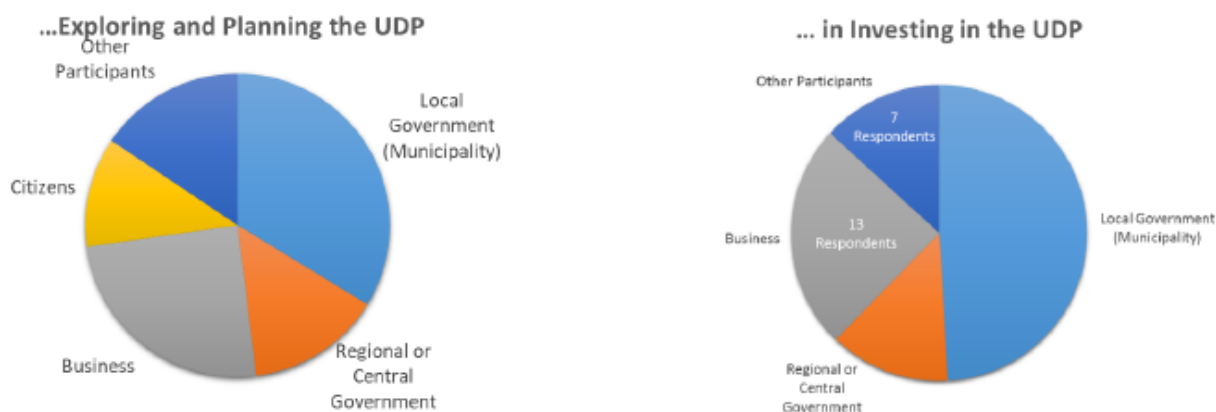 ...Exploring and Planning the UDP
Other
Participants
Local
Government
(Municipality)
Citizens
Business
Regional or
Central
Government
... in Investing in the UDP
Other Participants
7
Respondents
13
Respondents
Business
Local Government
(Municipality)
Regional or
Central
Government